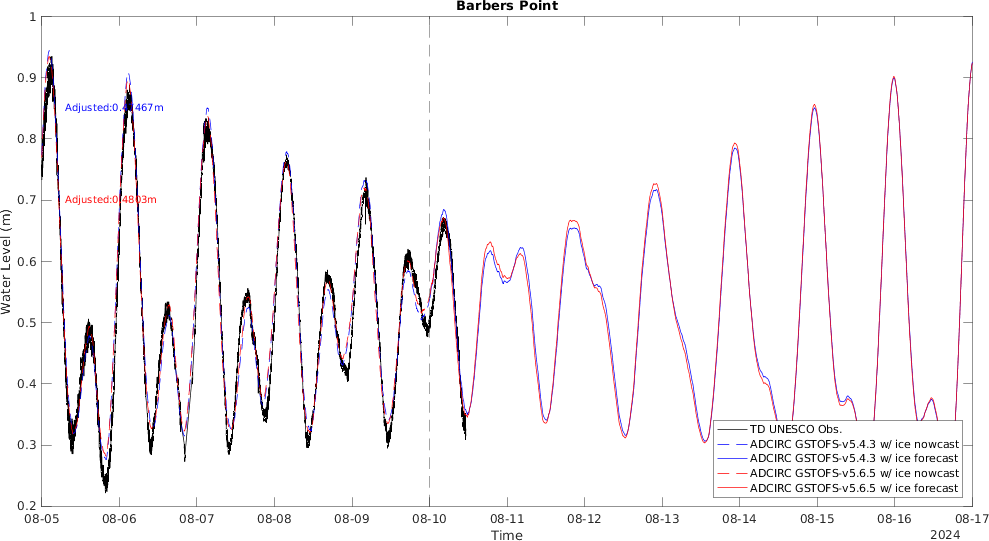 Barbers Point
Water Level (m)
1
0.9
0.8
0.7
0.6
0.5
0.4
0.3
0.2
Adjusted:0.47467m
Adjusted:0.4803m
TD UNESCO Obs.
ADCIRC GSTOFS-v5.4.3 w/ ice nowcast
ADCIRC GSTOFS-v5.4.3 w/ ice forecast
ADCIRC GSTOFS-v5.6.5 w/ ice nowcast
ADCIRC GSTOFS-v5.6.5 w/ ice forecast
08-05 08-06 08-07 08-08 08-09 08-10 08-11 08-12 08-13 08-14 08-15 08-16 08-17
Time
2024